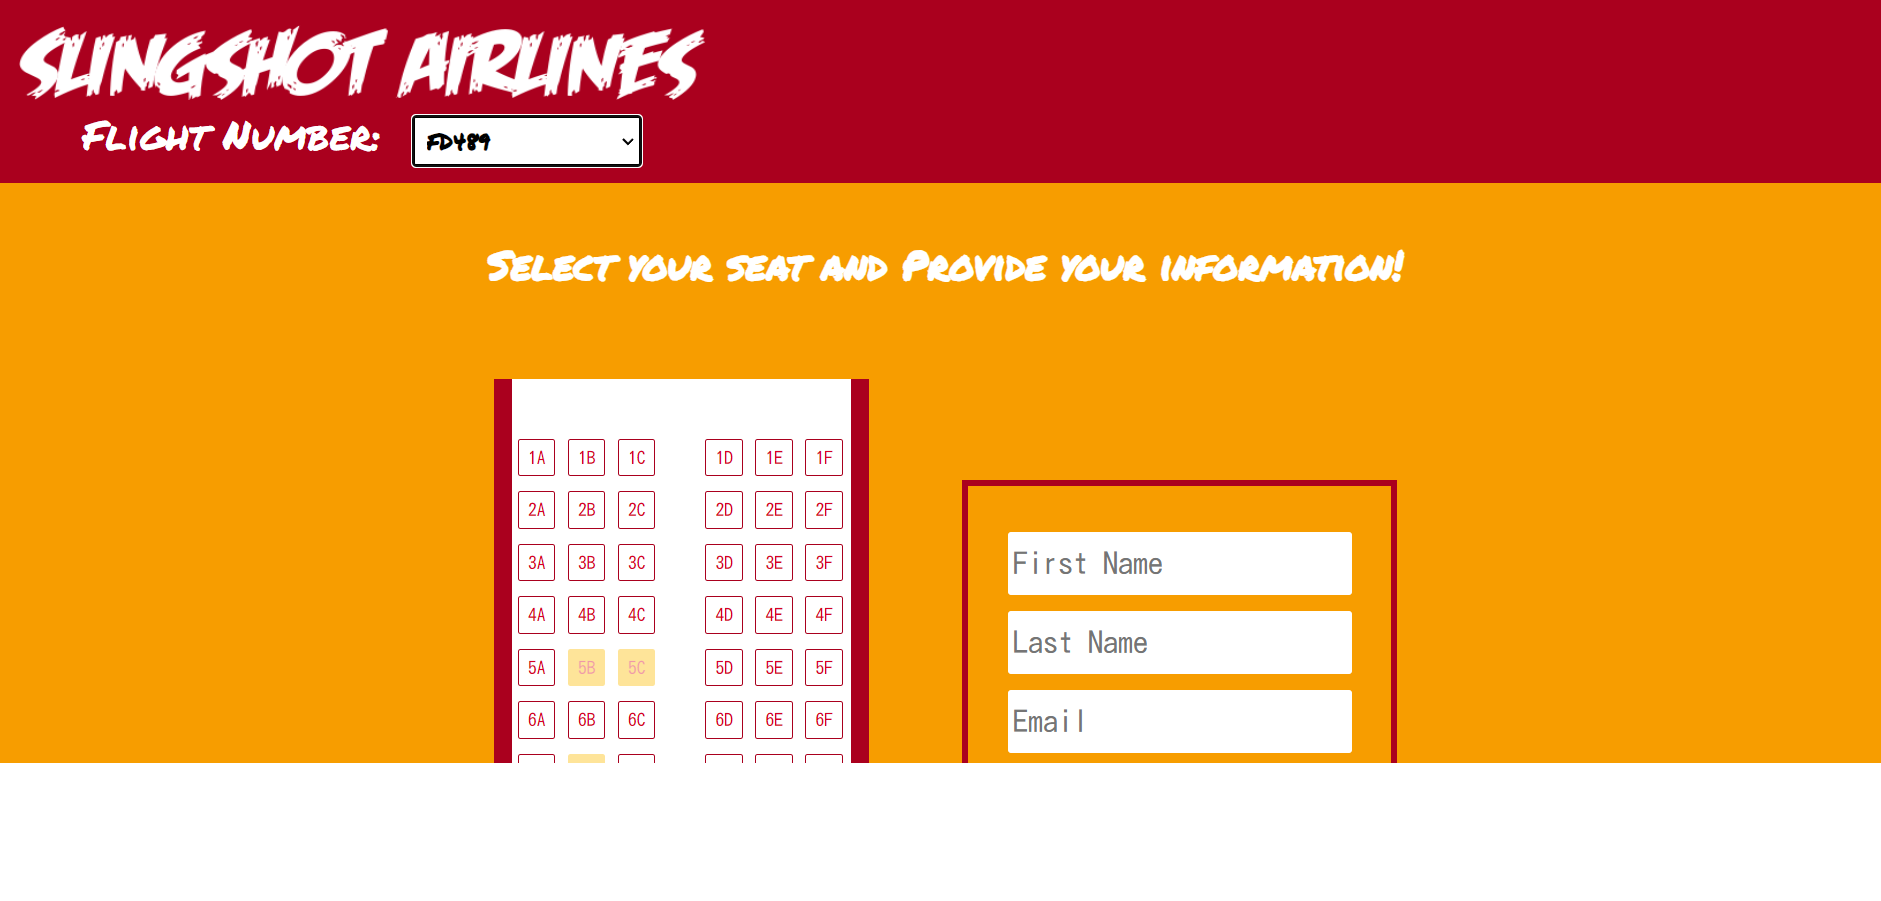 SLINGSHOT AIRLINES
Flight Number: FD489
Select your seat and Provide your information!
1A 1B 1C 1D 1E 1F
2A 2B 2C 2D 2E 2F
3A 3B 3C 3D 3E 3F
4A 4B 4C 4D 4E 4F
5A 5B 5C 5D 5E 5F
6A 6B 6C 6D 6E 6F
First Name
Last Name
Email